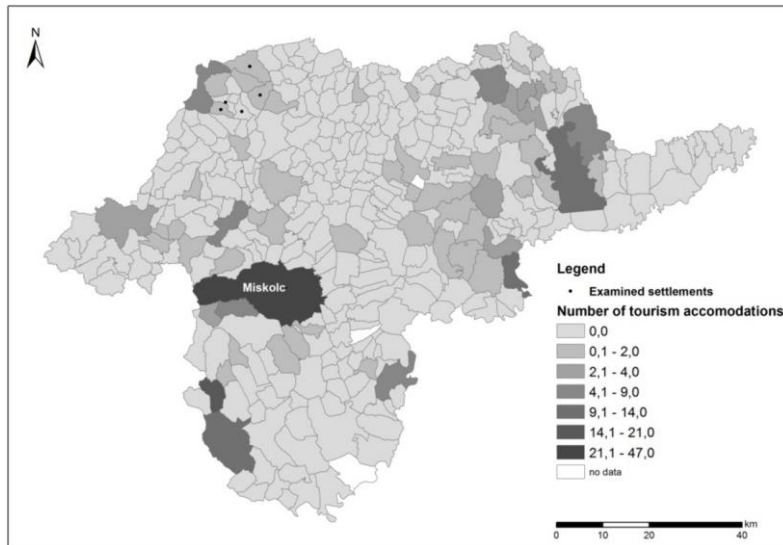 N
Miskolc
Legend
Examined settlements
Number of tourism accomodations
0,0
0,1 - 2,0
2,1 - 4,0
4,1 - 9,0
9,1 - 14,0
14,1 - 21,0
21,1 - 47,0
no data
km
0 10 20 40